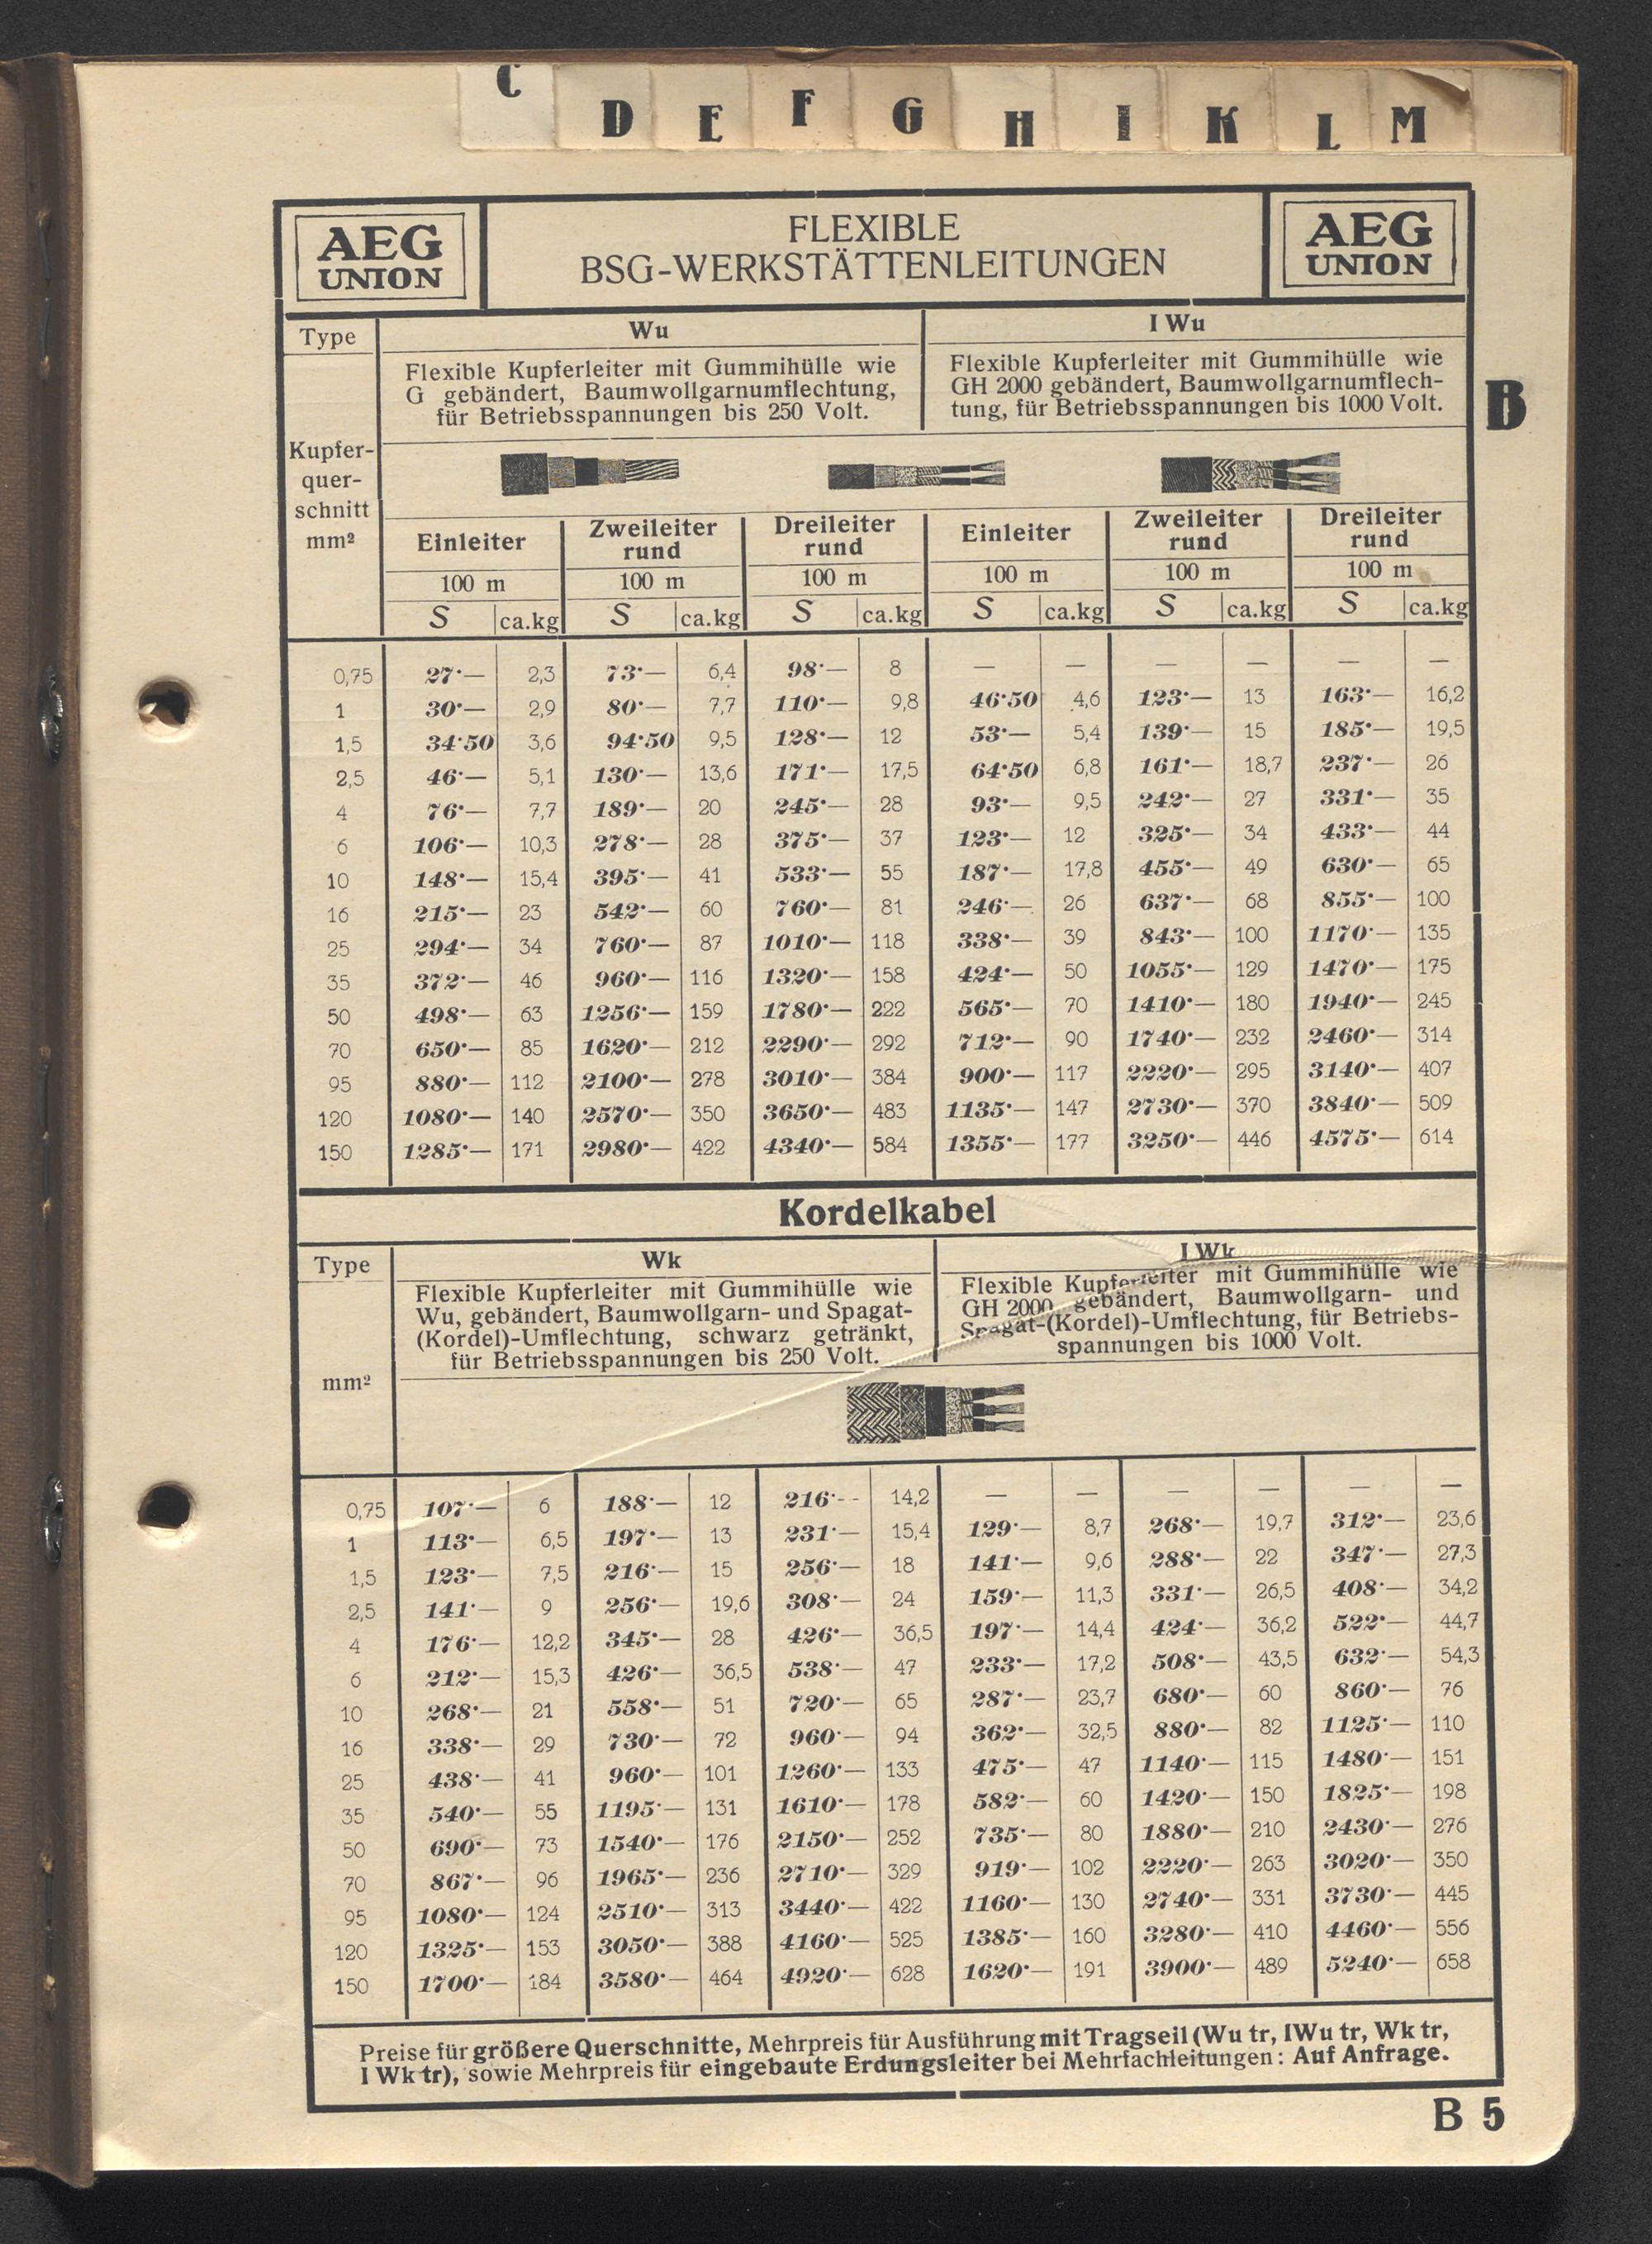 C D E F G H I K L M
AEG
UNION
FLEXIBLE
BSG-WERKSTÄTTENLEITUNGEN
AEG
UNION
B
Type
Wu
I Wu
Flexible Kupferleiter mit Gummihülle wie
G gebändert, Baumwollgarnumflechtung,
für Betriebsspannungen bis 250 Volt.
Flexible Kupferleiter mit Gummihülle wie
GH 2000 gebändert, Baumwollgarnumflech-
tung, für Betriebsspannungen bis 1000 Volt.
Kupfer-
quer-
schnitt
mm²
Einleiter Zweileiter rund Dreileiter rund Einleiter Zweileiter rund Dreileiter rund
100 m 100 m 100 m 100 m 100 m 100 m
S ca.kg S ca.kg S ca.kg S ca.kg S ca.kg S ca.kg
0,75 27·— 2,3 73·— 6,4 98·— 8 — — — — — —
1 30·— 2,9 80·— 7,7 110·— 9,8 46·50 4,6 123·— 13 163·— 16,2
1,5 34·50 3,6 94·50 9,5 128·— 12 53·— 5,4 139·— 15 185·— 19,5
2,5 46·— 5,1 130·— 13,6 171·— 17,5 64·50 6,8 161·— 18,7 237·— 26
4 76·— 7,7 189·— 20 245·— 28 93·— 9,5 242·— 27 331·— 35
6 106·— 10,3 278·— 28 375·— 37 123·— 12 325·— 34 433·— 44
10 148·— 15,4 395·— 41 533·— 55 187·— 17,8 455·— 49 630·— 65
16 215·— 23 542·— 60 760·— 81 246·— 26 637·— 68 855·— 100
25 294·— 34 760·— 87 1010·— 118 338·— 39 843·— 100 1170·— 135
35 372·— 46 960·— 116 1320·— 158 424·— 50 1055·— 129 1470·— 175
50 498·— 63 1256·— 159 1780·— 222 565·— 70 1410·— 180 1940·— 245
70 650·— 85 1620·— 212 2290·— 292 712·— 90 1740·— 232 2460·— 314
95 880·— 112 2100·— 278 3010·— 384 900·— 117 2220·— 295 3140·— 407
120 1080·— 140 2570·— 350 3650·— 483 1135·— 147 2730·— 370 3840·— 509
150 1285·— 171 2980·— 422 4340·— 584 1355·— 177 3250·— 446 4575·— 614
Kordelkabel
Type
Wk
I Wk
Flexible Kupferleiter mit Gummihülle wie
Wu, gebändert, Baumwollgarn- und Spagat-
(Kordel)-Umflechtung, schwarz getränkt,
für Betriebsspannungen bis 250 Volt.
Flexible Kupferleiter mit Gummihülle wie
GH 2000 gebändert, Baumwollgarn- und
Spagat-(Kordel)-Umflechtung, für Betriebs-
spannungen bis 1000 Volt.
mm²
0,75 107·— 6 188·— 12 216·-- 14,2 — — — — — —
1 113·— 6,5 197·— 13 231·— 15,4 129·— 8,7 268·— 19,7 312·— 23,6
1,5 123·— 7,5 216·— 15 256·— 18 141·— 9,6 288·— 22 347·— 27,3
2,5 141·— 9 256·— 19,6 308·— 24 159·— 11,3 331·— 26,5 408·— 34,2
4 176·— 12,2 345·— 28 426·— 36,5 197·— 14,4 424·— 36,2 522·— 44,7
6 212·— 15,3 426·— 36,5 538·— 47 233·— 17,2 508·— 43,5 632·— 54,3
10 268·— 21 558·— 51 720·— 65 287·— 23,7 680·— 60 860·— 76
16 338·— 29 730·— 72 960·— 94 362·— 32,5 880·— 82 1125·— 110
25 438·— 41 960·— 101 1260·— 133 475·— 47 1140·— 115 1480·— 151
35 540·— 55 1195·— 131 1610·— 178 582·— 60 1420·— 150 1825·— 198
50 690·— 73 1540·— 176 2150·— 252 735·— 80 1880·— 210 2430·— 276
70 867·— 96 1965·— 236 2710·— 329 919·— 102 2220·— 263 3020·— 350
95 1080·— 124 2510·— 313 3440·— 422 1160·— 130 2740·— 331 3730·— 445
120 1325·— 153 3050·— 388 4160·— 525 1385·— 160 3280·— 410 4460·— 556
150 1700·— 184 3580·— 464 4920·— 628 1620·— 191 3900·— 489 5240·— 658
Preise für größere Querschnitte, Mehrpreis für Ausführung mit Tragseil (Wu tr, IWu tr, Wk tr,
I Wk tr), sowie Mehrpreis für eingebaute Erdungsleiter bei Mehrfachleitungen: Auf Anfrage.
B 5